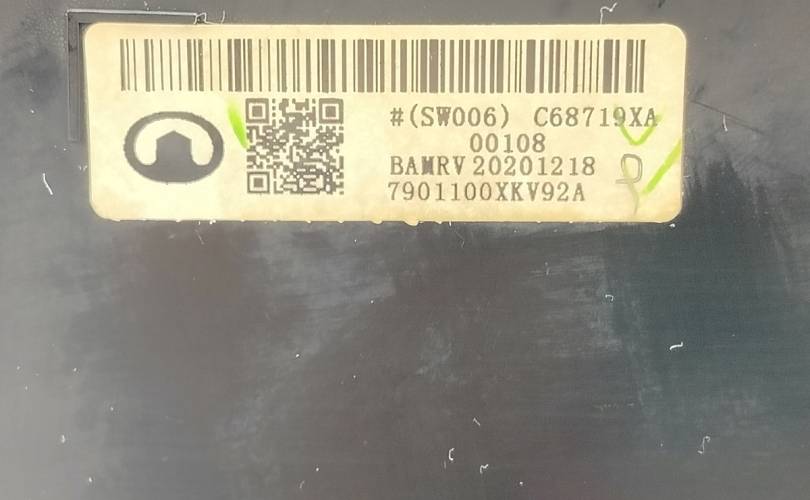 #(SW006) C68719XA
00108
BAMRV 20201218
7901100XKV92A